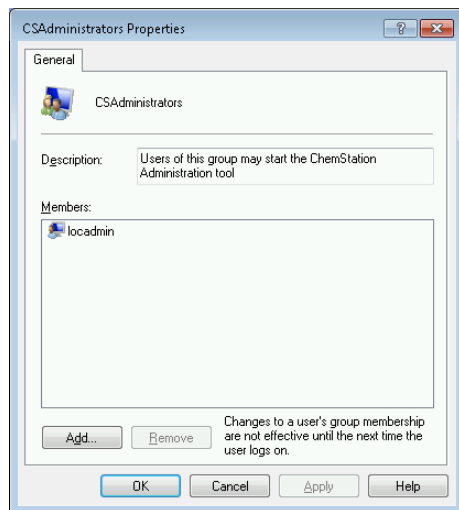 CSAdministrators Properties
General
CSAdministrators
Description:
Users of this group may start the ChemStation
Administration tool
Members:
locadmin
Add...
Remove
Changes to a user's group membership
are not effective until the next time the
user logs on.
OK
Cancel
Apply
Help